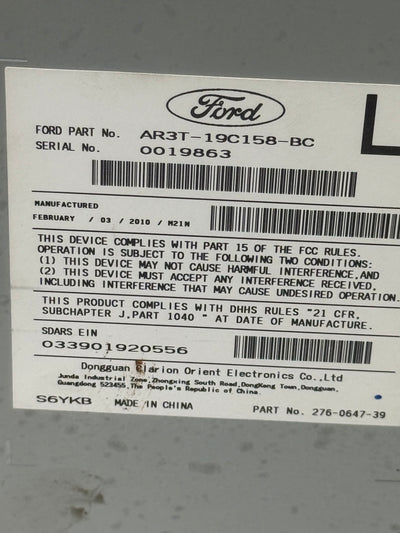 Ford
FORD PART No. AR3T-19C158-BC
SERIAL No. 0019863
L
MANUFACTURED
FEBRUARY / 03 / 2010 / M21N
THIS DEVICE COMPLIES WITH PART 15 OF THE FCC RULES.
OPERATION IS SUBJECT TO THE FOLLOWING TWO CONDITIONS:
(1) THIS DEVICE MAY NOT CAUSE HARMFUL INTERFERENCE,AND
(2) THIS DEVICE MUST ACCEPT ANY INTERFERENCE RECEIVED,
INCLUDING INTERFERENCE THAT MAY CAUSE UNDESIRED OPERATION.
THIS PRODUCT COMPLIES WITH DHHS RULES "21 CFR,
SUBCHAPTER J,PART 1040 " AT DATE OF MANUFACTURE.
SDARS EIN
033901920556
Dongguan Clarion Orient Electronics Co.,Ltd
Junda Industrial Zone, Zhongxing South Road,DongKeng Town,Dongguan,
Guangdong 523455,The People's Republic of China.
S6YKB MADE IN CHINA PART No. 276-0647-39